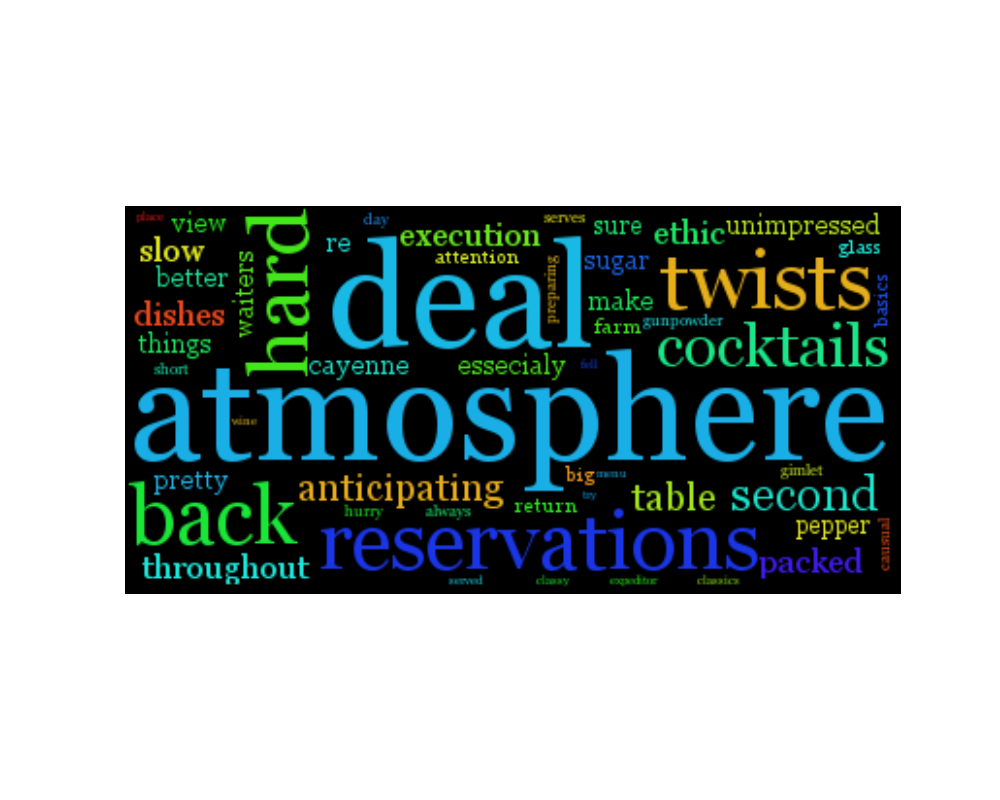 place
view
hard
day
serves
sure
ethic
unimpressed
slow
re
execution
glass
better
waiters
deal
attention
preparing
sugar
twists
basics
dishes
make
farm
gunpowder
things
cocktails
short
cayenne
essecialy
fell
atmosphere
wine
pretty
big
menu
gimlet
back
anticipating
try
table
second
hurry
always
return
reservations
pepper
causual
throughout
packed
served
classy
expeditor
classics